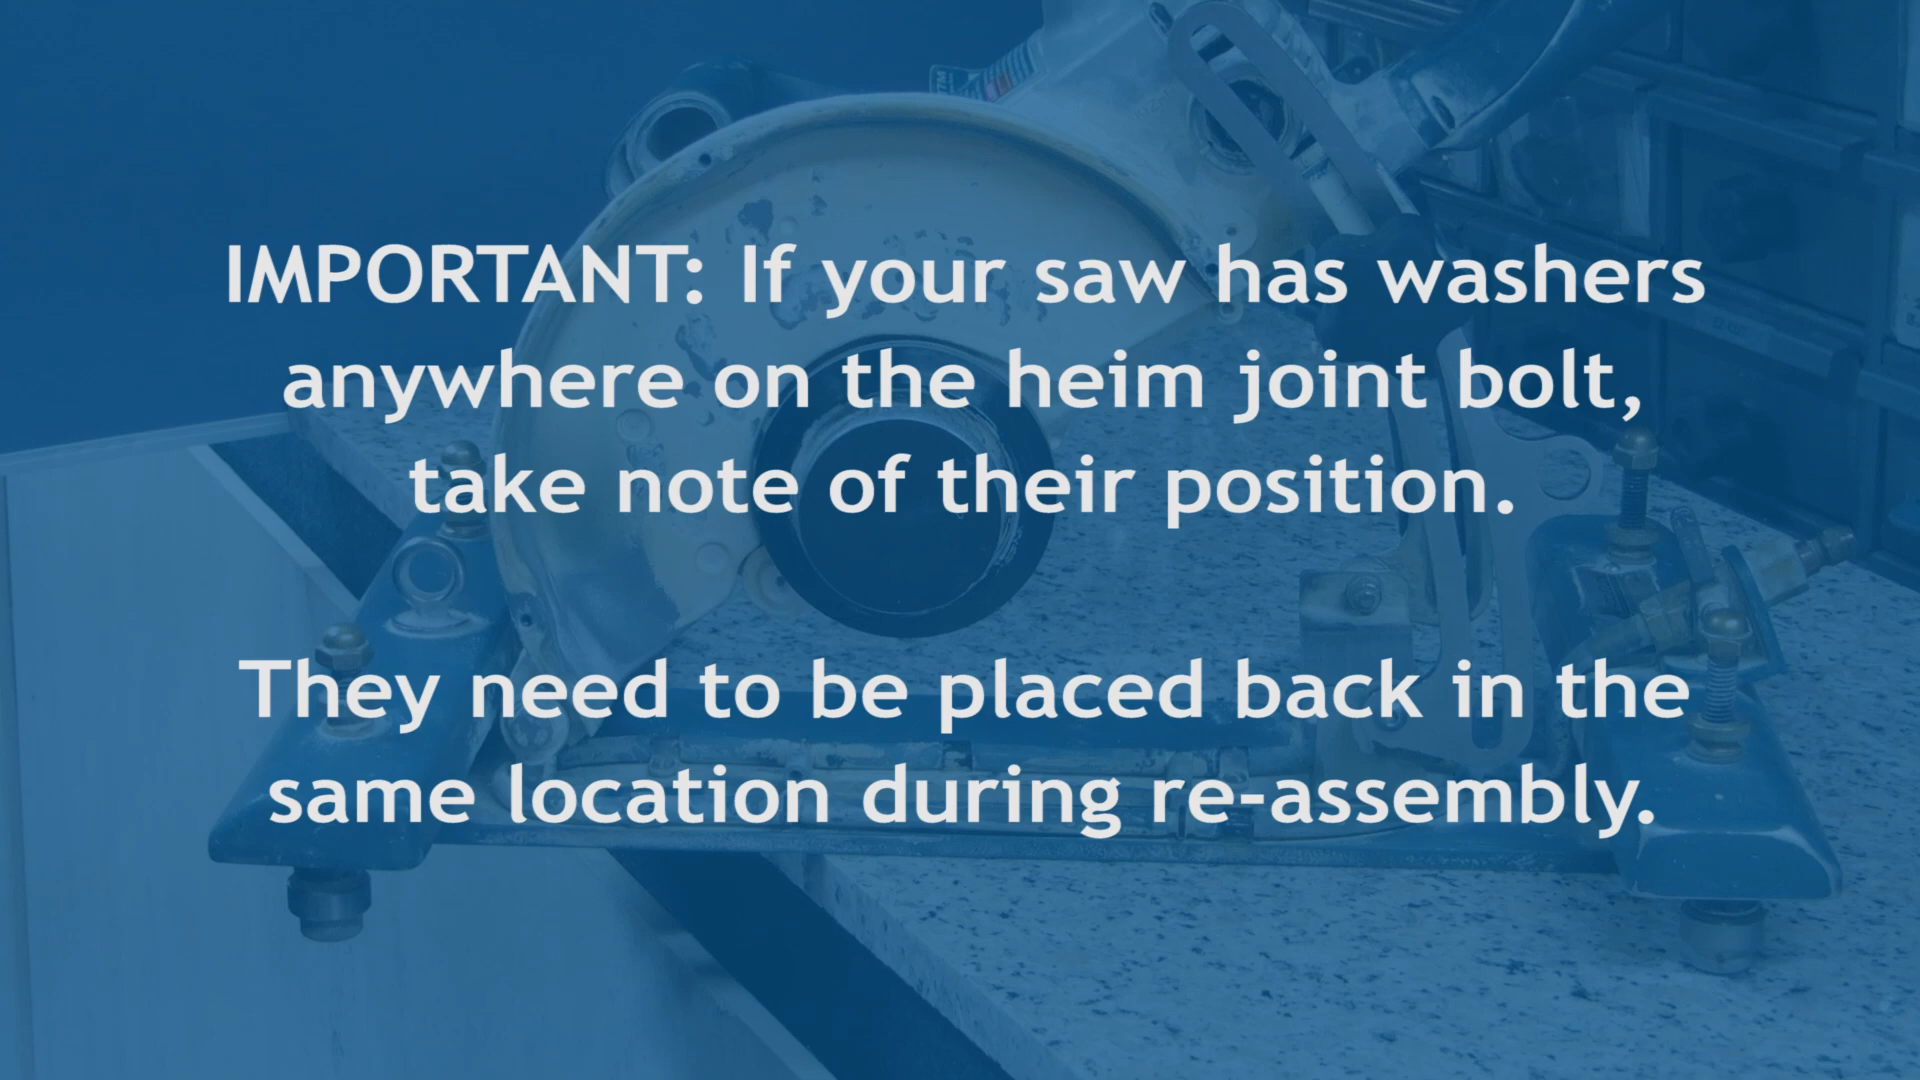 IMPORTANT: If your saw has washers
anywhere on the heim joint bolt,
take note of their position.
They need to be placed back in the
same location during re-assembly.